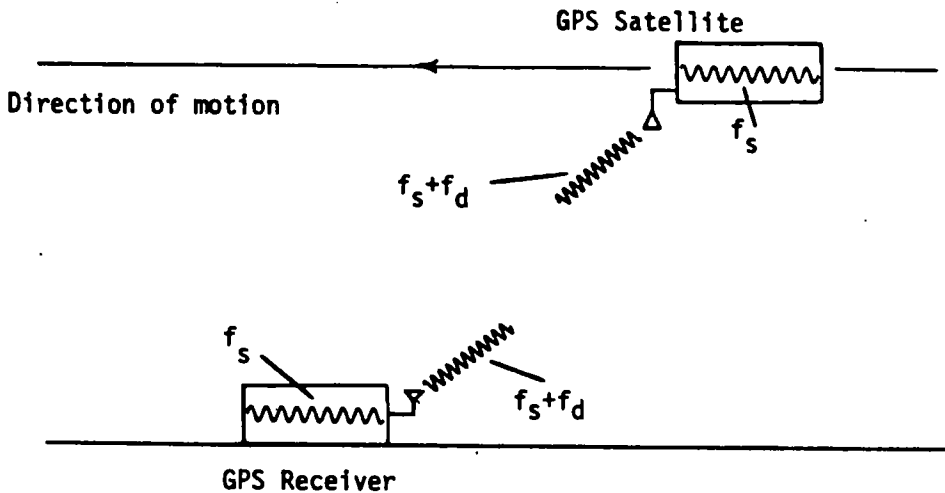 GPS Satellite
Direction of motion
f_s
f_s+f_d
f_s
f_s+f_d
GPS Receiver